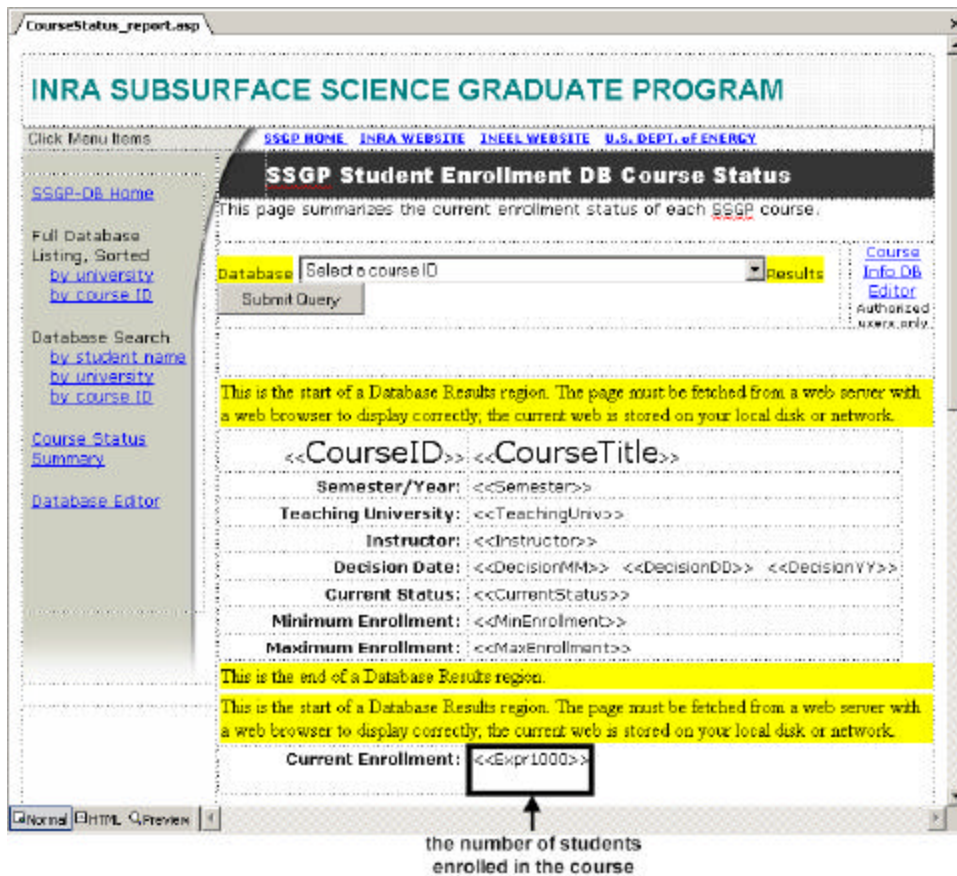 CourseStatus_report.asp
INRA SUBSURFACE SCIENCE GRADUATE PROGRAM
Click Menu Items
SSGP HOME INRA WEBSITE INEEL WEBSITE U.S. DEPT. of ENERGY
SSGP-DB Home
Full Database
Listing, Sorted
by university
by course ID
Database Search
by student name
by university
by course ID
Course Status
Summary
Database Editor
SSGP Student Enrollment DB Course Status
This page summarizes the current enrollment status of each SSGP course.
Database Select a course ID Results
Submit Query
Course
Info DB
Editor
Authorized
users only
This is the start of a Database Results region. The page must be fetched from a web server with
a web browser to display correctly; the current web is stored on your local disk or network.
<<CourseID>> <<CourseTitle>>
Semester/Year: <<Semester>>
Teaching University: <<TeachingUniv>>
Instructor: <<Instructor>>
Decision Date: <<DecisionMM>> <<DecisionDD>> <<DecisionYY>>
Current Status: <<CurrentStatus>>
Minimum Enrollment: <<MinEnrollment>>
Maximum Enrollment: <<MaxEnrollment>>
This is the end of a Database Results region.
This is the start of a Database Results region. The page must be fetched from a web server with
a web browser to display correctly; the current web is stored on your local disk or network.
Current Enrollment: <<Expr1000>>
Normal HTML Preview
the number of students
enrolled in the course